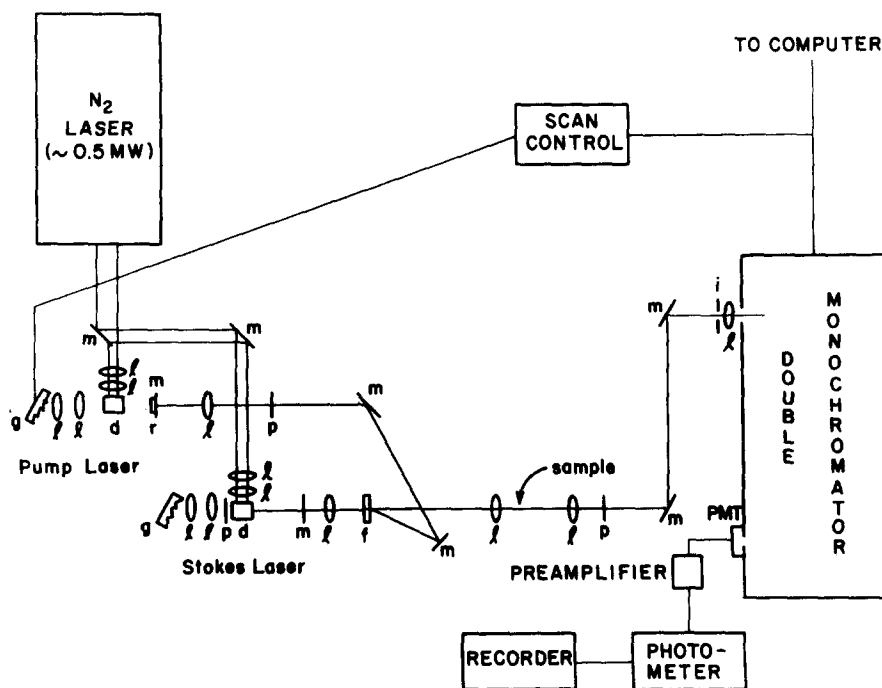 N2
LASER
(~ 0.5 MW)
TO COMPUTER
SCAN
CONTROL
m
m
m
i
l
l
l
m
g
l
l
d
r
l
p
m
Pump Laser
DOUBLE
MONOCHROMATOR
l
l
sample
g
l
l
p
d
m
l
f
m
l
l
p
m
Stokes Laser
PMT
PREAMPLIFIER
RECORDER
PHOTO-
METER